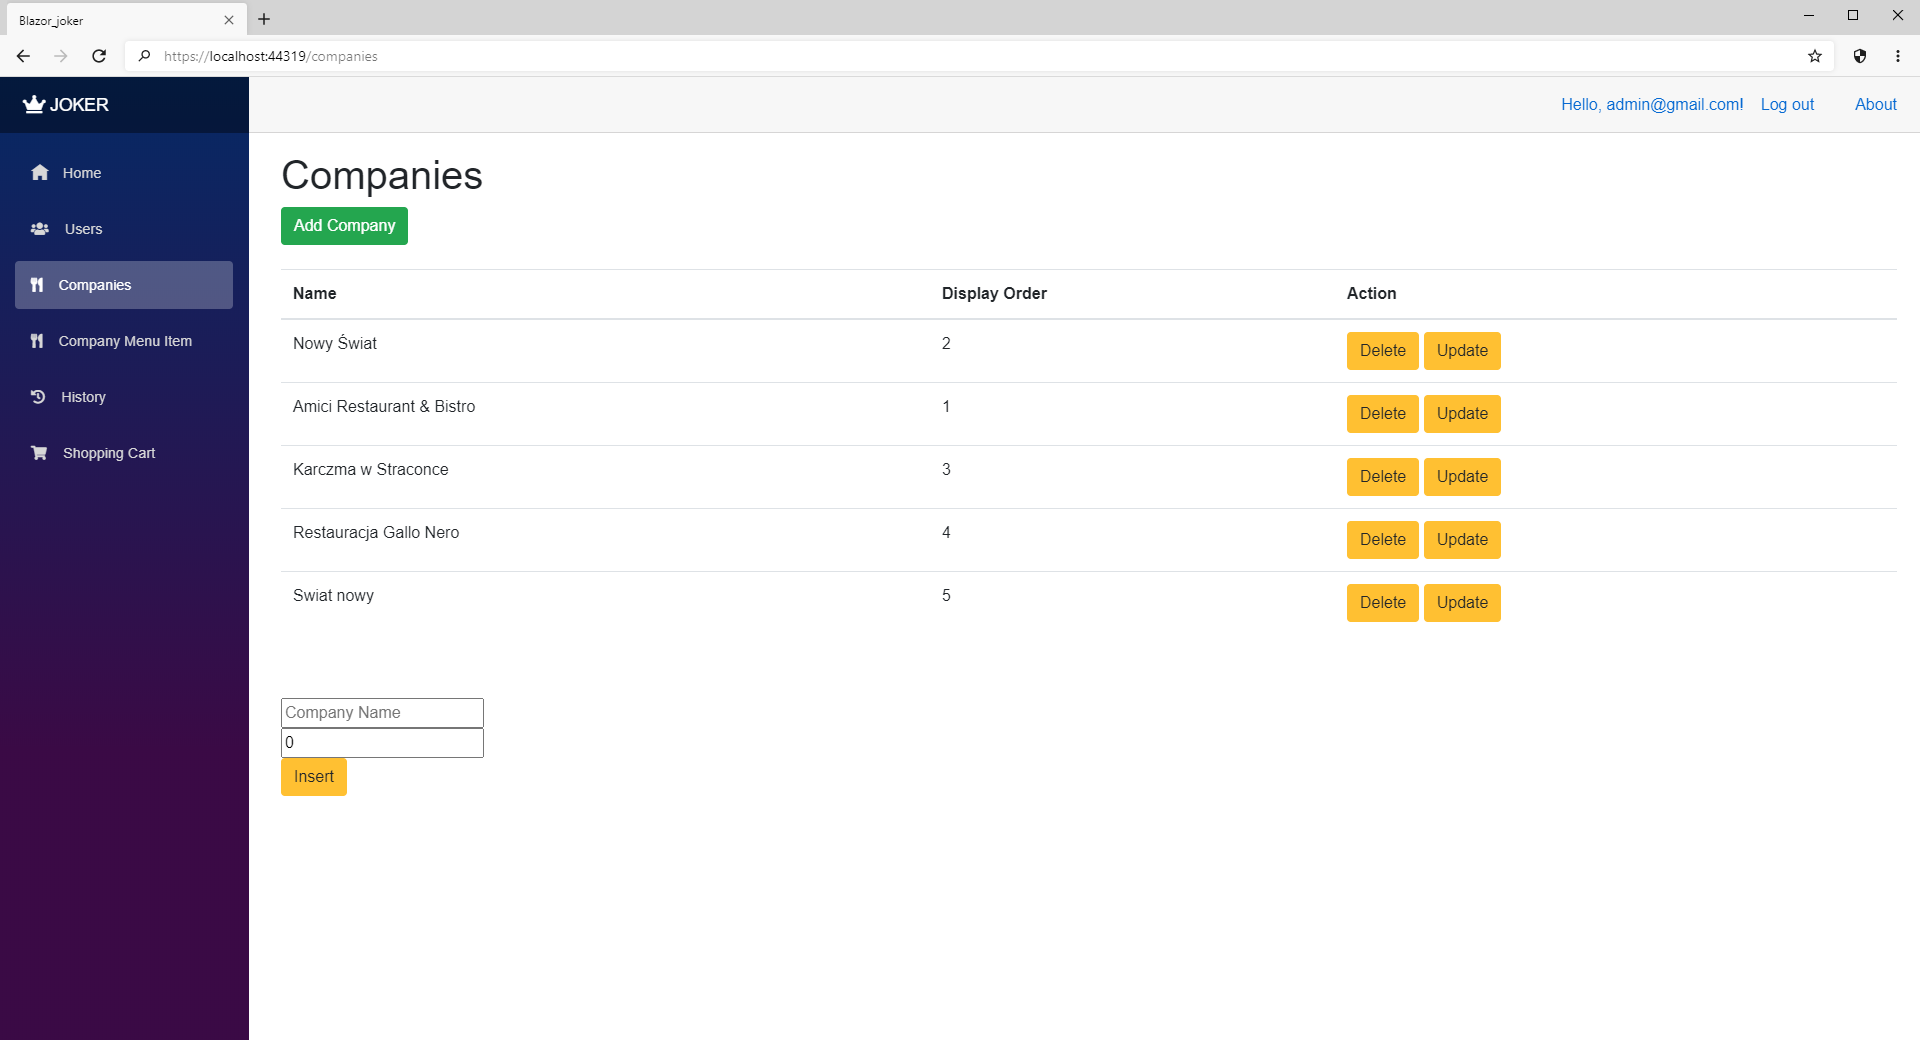 Blazor_joker
https://localhost:44319/companies
JOKER
Hello, admin@gmail.com! Log out About
Home
Users
Companies
Company Menu Item
History
Shopping Cart
Companies
Add Company
Name Display Order Action
Nowy Świat 2 Delete Update
Amici Restaurant & Bistro 1 Delete Update
Karczma w Straconce 3 Delete Update
Restauracja Gallo Nero 4 Delete Update
Swiat nowy 5 Delete Update
Company Name
0
Insert